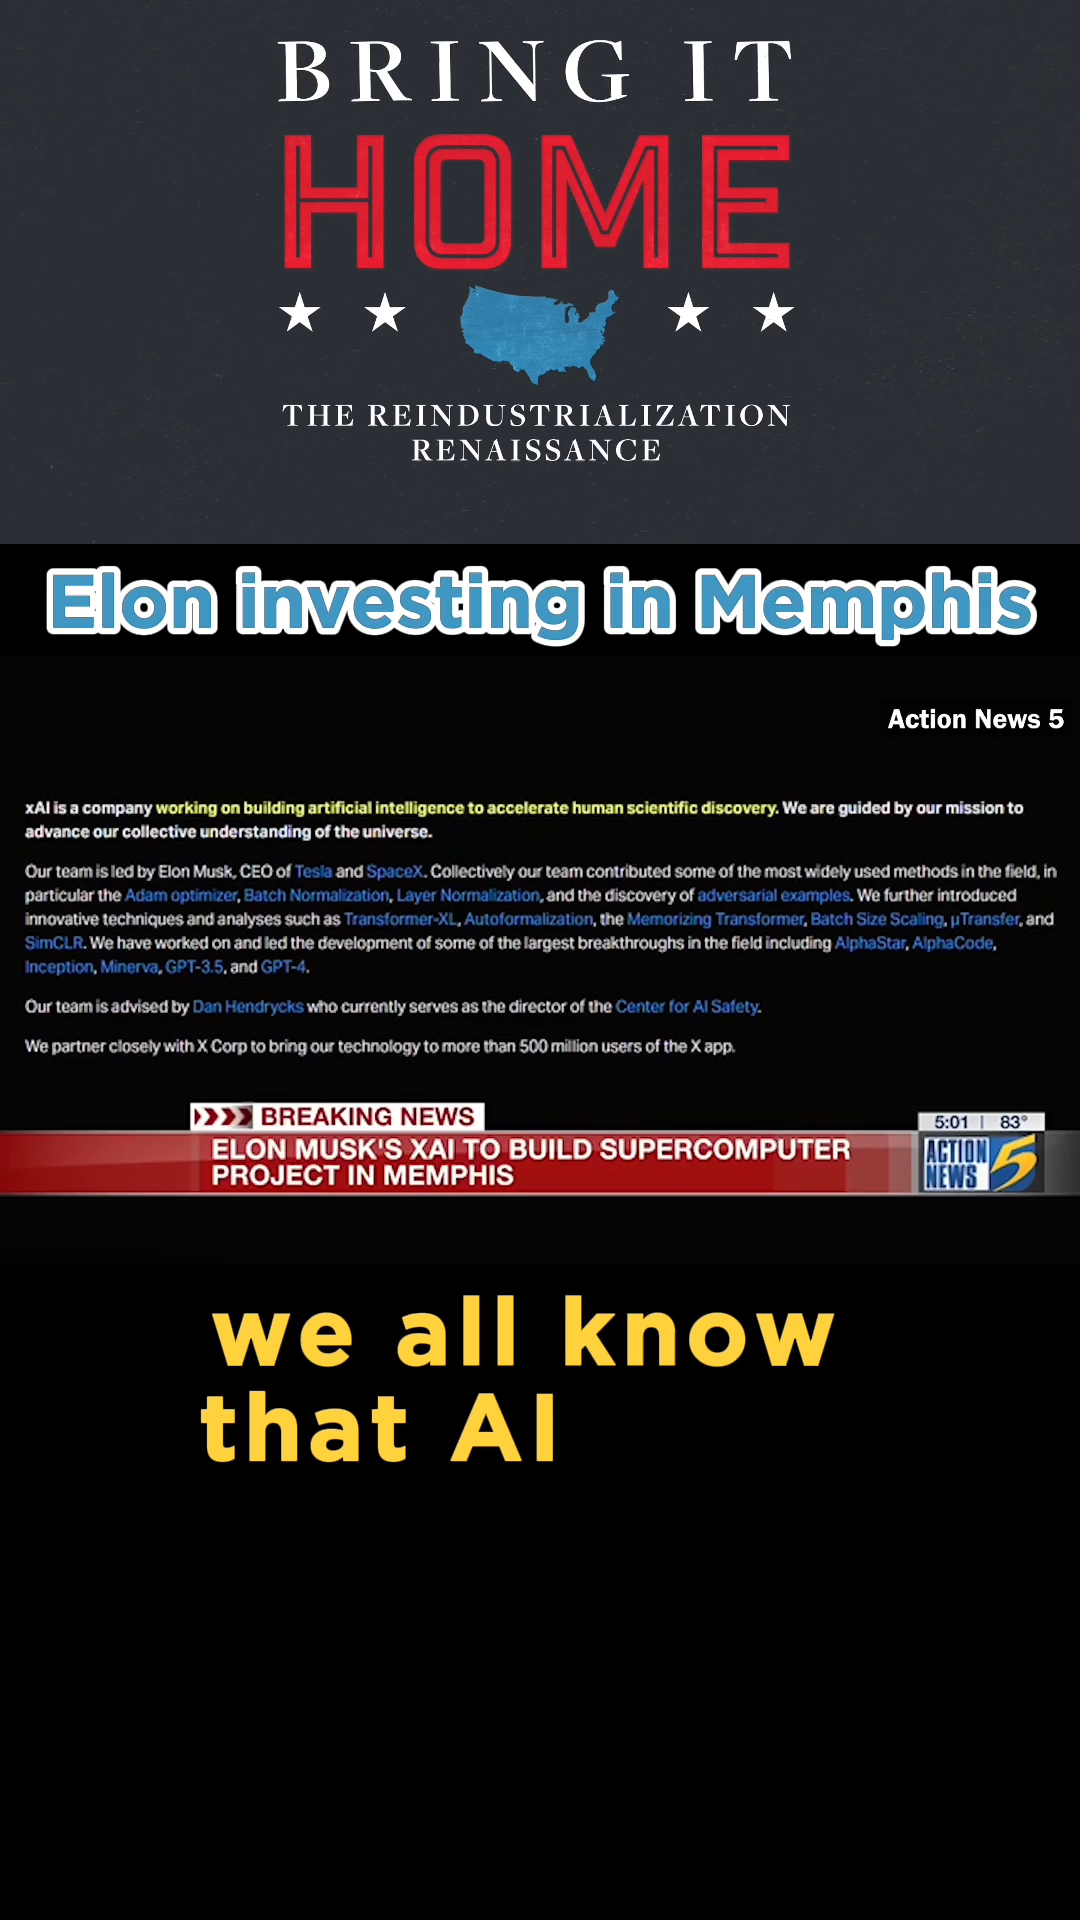 BRING IT
HOME
THE REINDUSTRIALIZATION
RENAISSANCE
Elon investing in Memphis
Action News 5
xAI is a company working on building artificial intelligence to accelerate human scientific discovery. We are guided by our mission to
advance our collective understanding of the universe.
Our team is led by Elon Musk, CEO of Tesla and SpaceX. Collectively our team contributed some of the most widely used methods in the field, in
particular the Adam optimizer, Batch Normalization, Layer Normalization, and the discovery of adversarial examples. We further introduced
innovative techniques and analyses such as Transformer-XL, Autoformalization, the Memorizing Transformer, Batch Size Scaling, μTransfer, and
SimCLR. We have worked on and led the development of some of the largest breakthroughs in the field including AlphaStar, AlphaCode,
Inception, Minerva, GPT-3.5, and GPT-4.
Our team is advised by Dan Hendrycks who currently serves as the director of the Center for AI Safety.
We partner closely with X Corp to bring our technology to more than 500 million users of the X app.
BREAKING NEWS
ELON MUSK'S XAI TO BUILD SUPERCOMPUTER
PROJECT IN MEMPHIS
5:01 | 83°
ACTION
NEWS 5
we all know
that AI